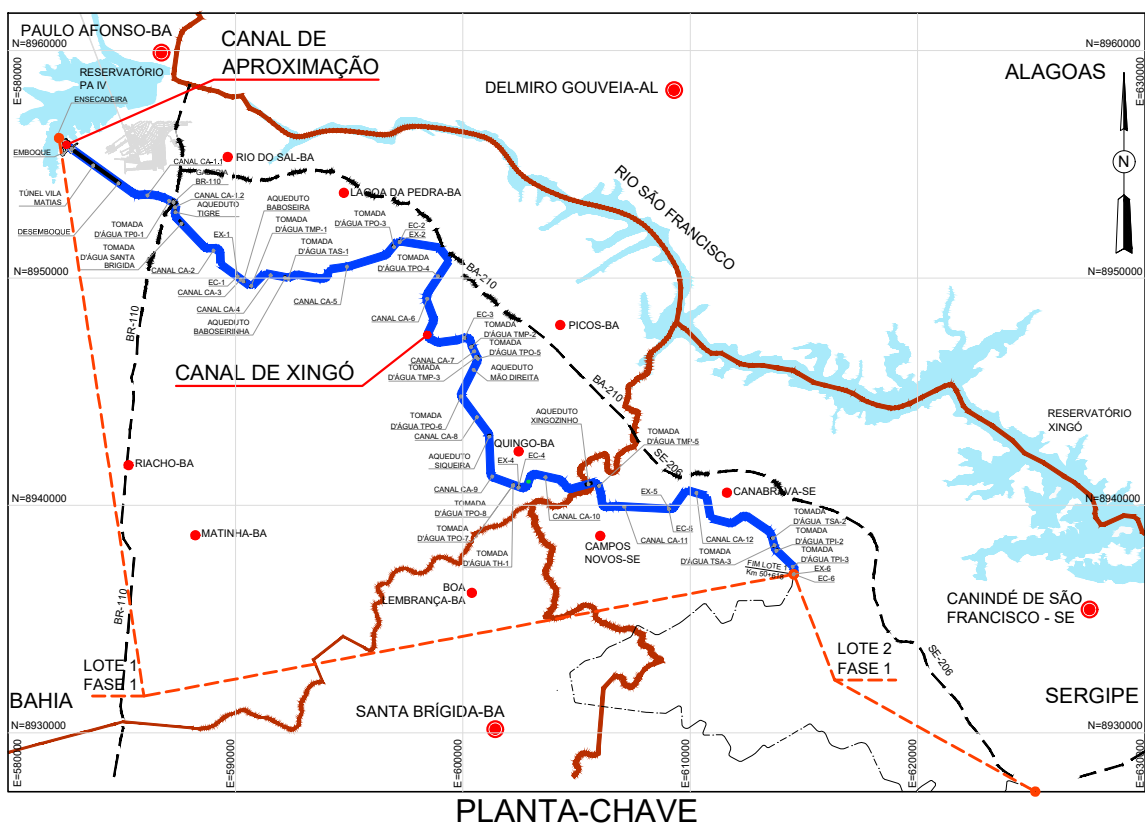 PAULO AFONSO-BA
N=8960000
E=580000
CANAL DE
APROXIMAÇÃO
RESERVATÓRIO
PA IV
ENSECADEIRA
EMBOQUE
N=8960000
E=630000
ALAGOAS
N
DELMIRO GOUVEIA-AL
RIO DO SAL-BA
LAGOA DA PEDRA-BA
RIO SÃO FRANCISCO
CANAL CA-1.1
GALERIA
BR-110
CANAL CA-1.2
AQUEDUTO
TIGRE
TÚNEL VILA
MATIAS
DESEMBOQUE
TOMADA
D'ÁGUA TP0-1
TOMADA
D'ÁGUA SANTA
BRIGIDA
CANAL CA-2
EX-1
EC-1
CANAL CA-3
CANAL CA-4
AQUEDUTO
BABOSEIRINHA
AQUEDUTO
BABOSEIRA
TOMADA
D'ÁGUA TMP-1
TOMADA
D'ÁGUA TAS-1
TOMADA
D'ÁGUA TPO-3
EC-2
EX-2
TOMADA
D'ÁGUA TPO-4
CANAL CA-5
CANAL CA-6
N=8950000
N=8950000
BA-210
BR-110
PICOS-BA
CANAL DE XINGÓ
EC-3
TOMADA
D'ÁGUA TMP-2
TOMADA
D'ÁGUA TPO-5
CANAL CA-7
TOMADA
D'ÁGUA TMP-3
AQUEDUTO
MÃO DIREITA
BA-210
TOMADA
D'ÁGUA TPO-6
CANAL CA-8
AQUEDUTO
XINGOZINHO
RESERVATÓRIO
XINGÓ
QUINGO-BA
TOMADA
D'ÁGUA TMP-5
AQUEDUTO
SIQUEIRA
EX-4
EC-4
SE-206
RIACHO-BA
CANAL CA-9
EX-5
CANABRAVA-SE
N=8940000
N=8940000
TOMADA
D'ÁGUA TPO-8
CANAL CA-10
EC-5
TOMADA
D'ÁGUA TSA-2
MATINHA-BA
TOMADA
D'ÁGUA TPO-7
CAMPOS
NOVOS-SE
CANAL CA-11
CANAL CA-12
TOMADA
D'ÁGUA TPI-2
TOMADA
D'ÁGUA TH-1
TOMADA
D'ÁGUA TSA-3
TOMADA
D'ÁGUA TPI-3
FIM LOTE 1
Km 50+618
EX-6
EC-6
BOA
LEMBRANÇA-BA
BR-110
CANINDÉ DE SÃO
FRANCISCO - SE
LOTE 1
FASE 1
LOTE 2
FASE 1
SE-206
BAHIA
SERGIPE
SANTA BRÍGIDA-BA
N=8930000
N=8930000
E=580000
E=590000
E=600000
E=610000
E=620000
E=630000
PLANTA-CHAVE